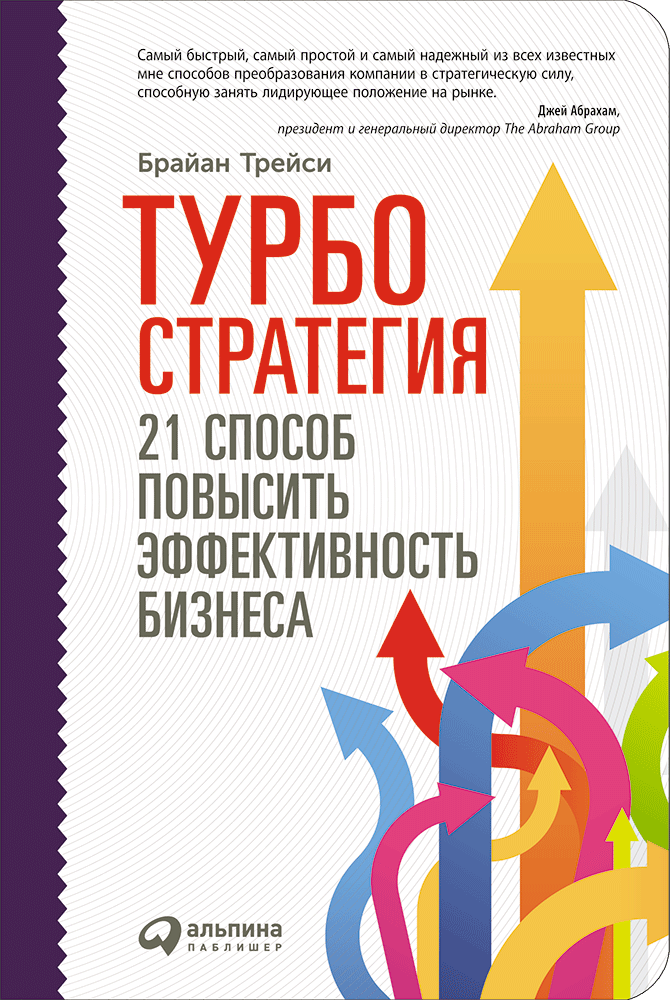 Самый быстрый, самый простой и самый надежный из всех известных
мне способов преобразования компании в стратегическую силу,
способную занять лидирующее положение на рынке.
Джей Абрахам,
президент и генеральный директор The Abraham Group
Брайан Трейси
ТУРБО
СТРАТЕГИЯ
21 СПОСОБ
ПОВЫСИТЬ
ЭФФЕКТИВНОСТЬ
БИЗНЕСА
альпина
ПАБЛИШЕР